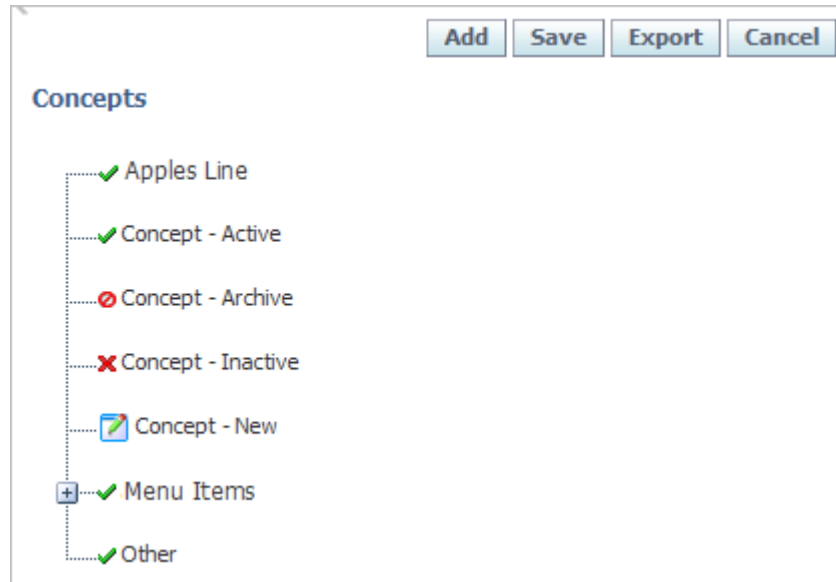 Add Save Export Cancel
Concepts
Apples Line
Concept - Active
Concept - Archive
Concept - Inactive
Concept - New
Menu Items
Other